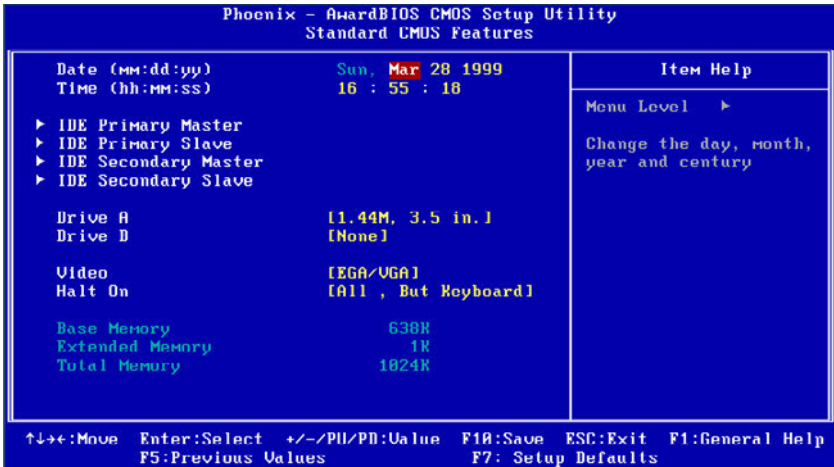 Phoenix - AwardBIOS CMOS Setup Utility
Standard CMOS Features
Date (mm:dd:yy) Sun, Mar 28 1999
Time (hh:mm:ss) 16 : 55 : 18
► IDE Primary Master
► IDE Primary Slave
► IDE Secondary Master
► IDE Secondary Slave
Drive A [1.44M, 3.5 in.]
Drive B [None]
Video [EGA/VGA]
Halt On [All , But Keyboard]
Base Memory 638K
Extended Memory 1K
Total Memory 1024K
Item Help
Menu Level ►
Change the day, month,
year and century
↑↓→←:Move Enter:Select +/-/PU/PD:Value F10:Save ESC:Exit F1:General Help
F5:Previous Values F7: Setup Defaults